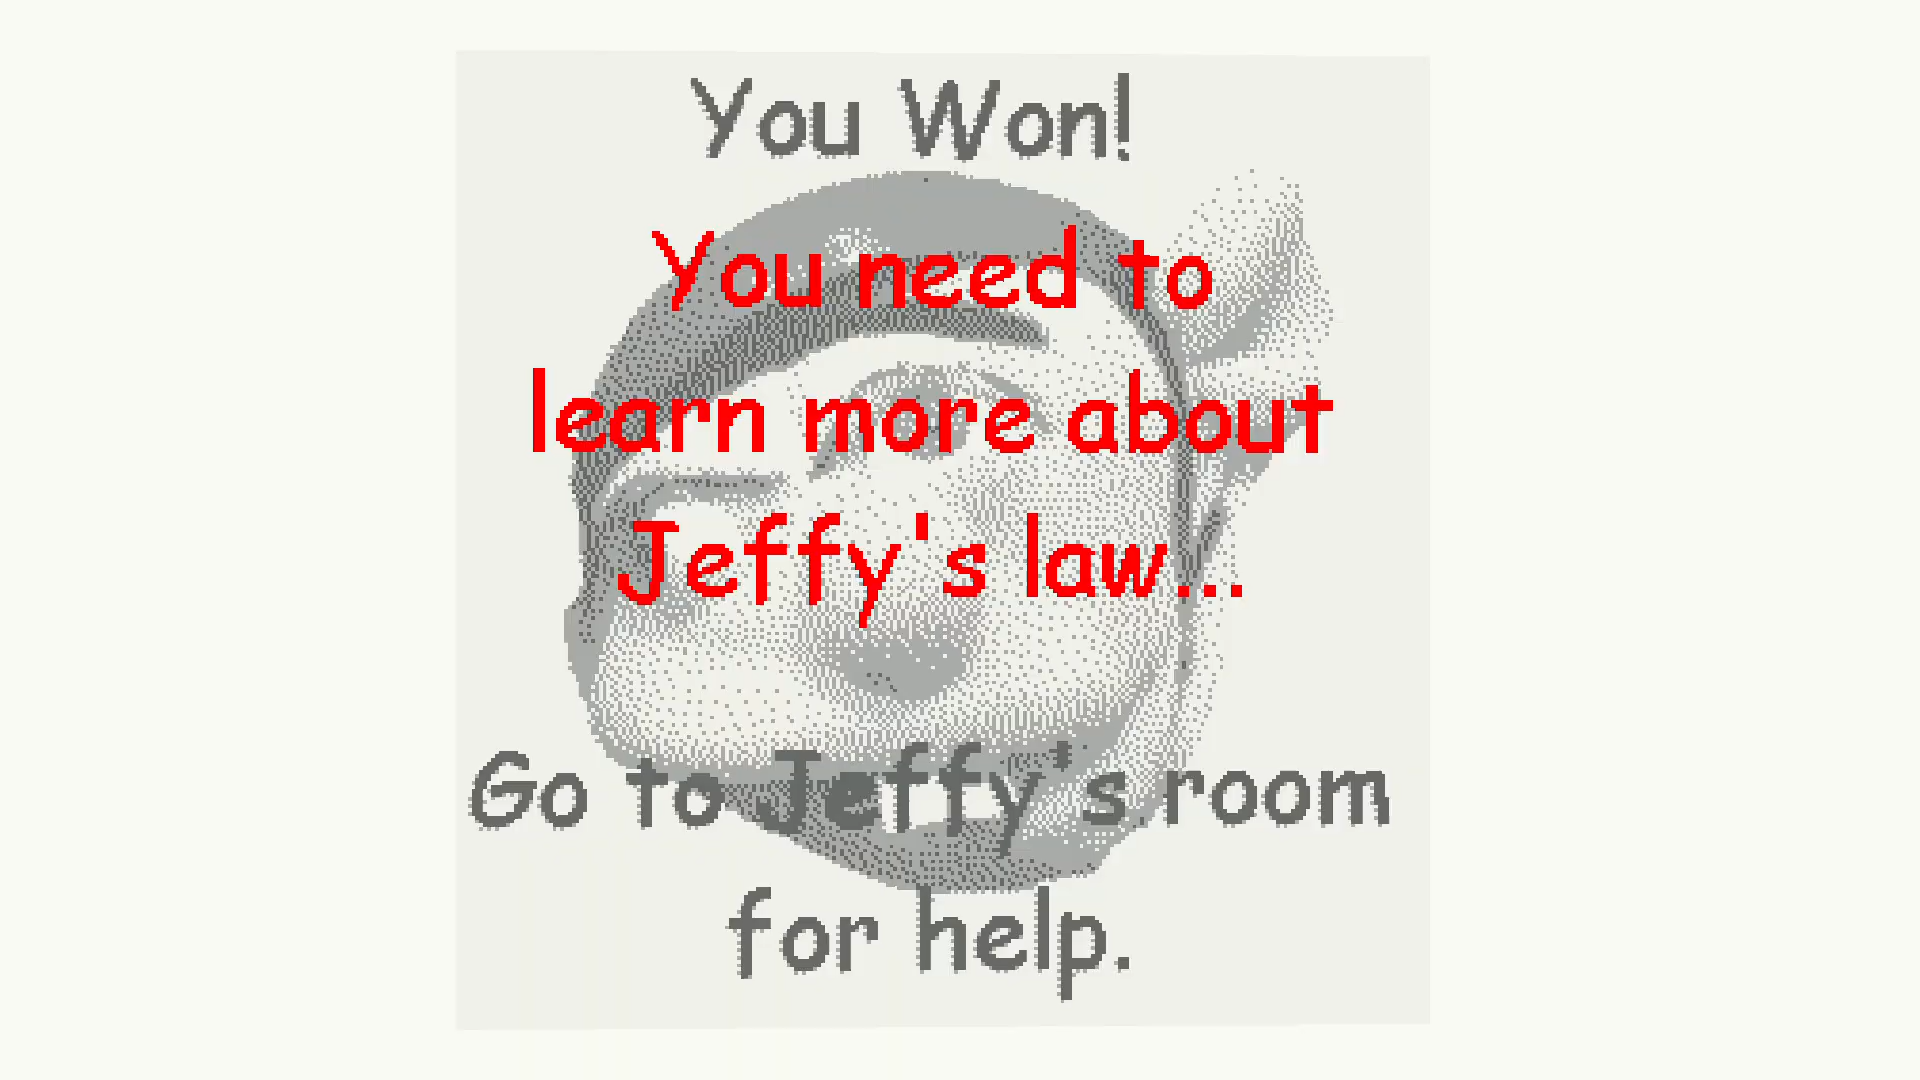 You Won!
You need to
learn more about
Jeffy's law...
Go to Jeffy's room
for help.